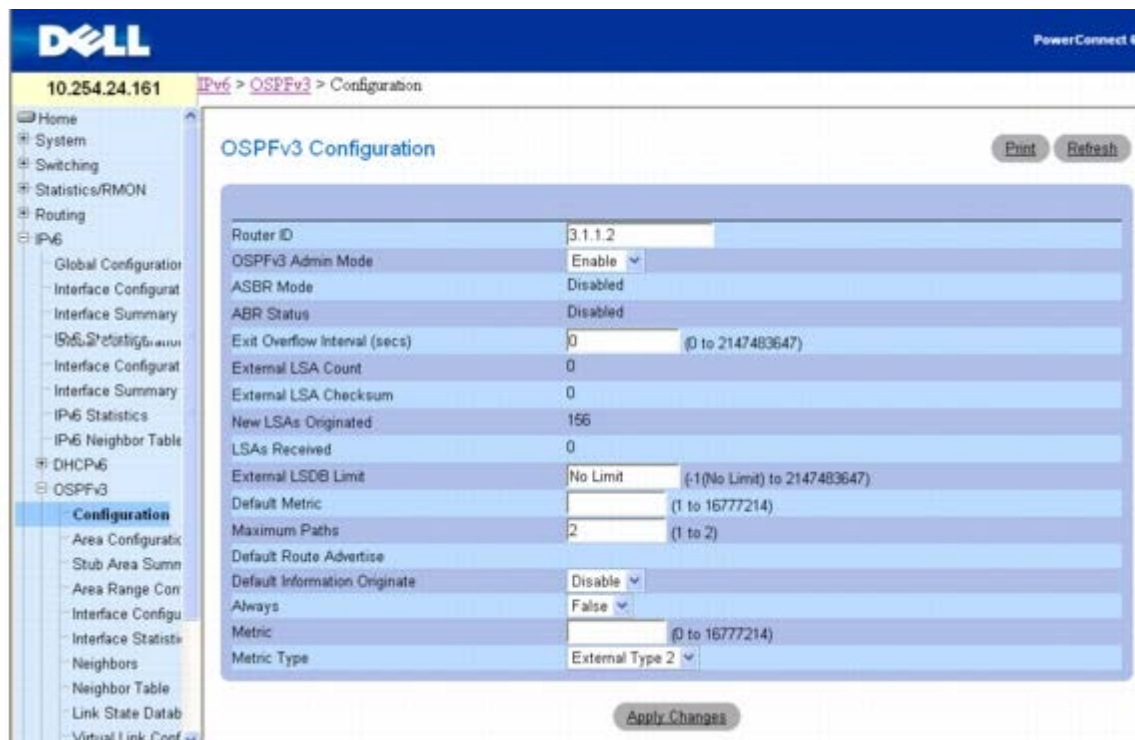 DELL
PowerConnect 6
10.254.24.161
IPv6 > OSPFv3 > Configuration
Home
System
Switching
Statistics/RMON
Routing
IPv6
Global Configuration
Interface Configurat
Interface Summary
Interface Configurat
Interface Summary
IPv6 Statistics
IPv6 Neighbor Table
DHCPv6
OSPFv3
Configuration
Area Configuratic
Stub Area Summ
Area Range Con
Interface Configu
Interface Statisti
Neighbors
Neighbor Table
Link State Datab
Virtual Link Conf
OSPFv3 Configuration
Print Refresh
Router ID 3.1.1.2
OSPFv3 Admin Mode Enable
ASBR Mode Disabled
ABR Status Disabled
Exit Overflow Interval (secs) 0 (0 to 2147483647)
External LSA Count 0
External LSA Checksum 0
New LSAs Originated 156
LSAs Received 0
External LSDB Limit No Limit (-1(No Limit) to 2147483647)
Default Metric (1 to 16777214)
Maximum Paths 2 (1 to 2)
Default Route Advertise
Default Information Originate Disable
Always False
Metric (0 to 16777214)
Metric Type External Type 2
Apply Changes